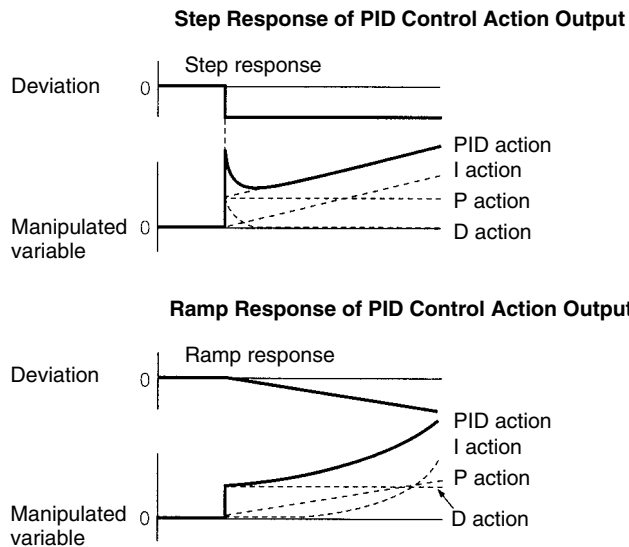 Step Response of PID Control Action Output
Step response
Deviation
0
PID action
I action
P action
Manipulated
variable
0
D action
Ramp Response of PID Control Action Output
Ramp response
Deviation
0
PID action
I action
P action
Manipulated
variable
0
D action